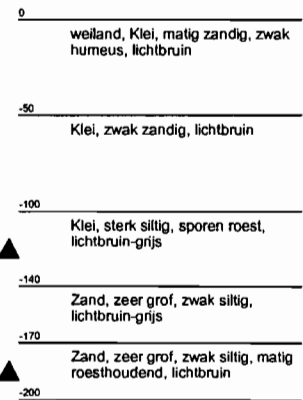 0
weiland, Klei, matig zandig, zwak
humeus, lichtbruin
-50
Klei, zwak zandig, lichtbruin
-100
Klei, sterk siltig, sporen roest,
lichtbruin-grijs
-140
Zand, zeer grof, zwak siltig,
lichtbruin-grijs
-170
Zand, zeer grof, zwak siltig, matig
roesthoudend, lichtbruin
-200